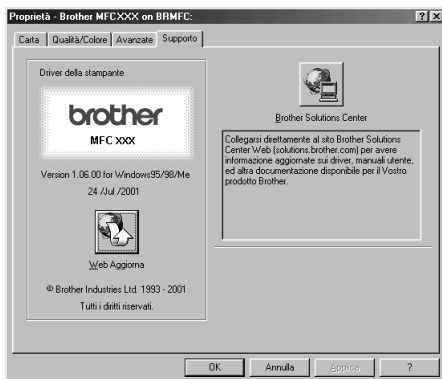 Proprietà - Brother MFCXXX on BRMFC:
Carta Qualità/Colore Avanzate Supporto
Driver della stampante
brother
MFC XXX
Version 1.06.00 for Windows95/98/Me
24 /Jul /2001
Web Aggiorna
© Brother Industries Ltd. 1993 - 2001
Tutti i diritti riservati.
Brother Solutions Center
Collegarsi direttamente al sito Brother Solutions
Center Web (solutions.brother.com) per avere
informazione aggiornate sui driver, manuali utente,
ed altra documentazione disponibile per il Vostro
prodotto Brother.
OK Annulla Applica ?